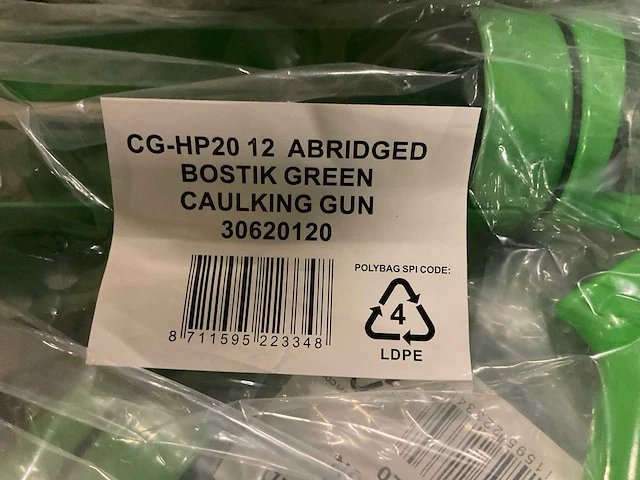 CG-HP20 12 ABRIDGED
BOSTIK GREEN
CAULKING GUN
30620120
POLYBAG SPI CODE:
4
LDPE
8 711595 223348